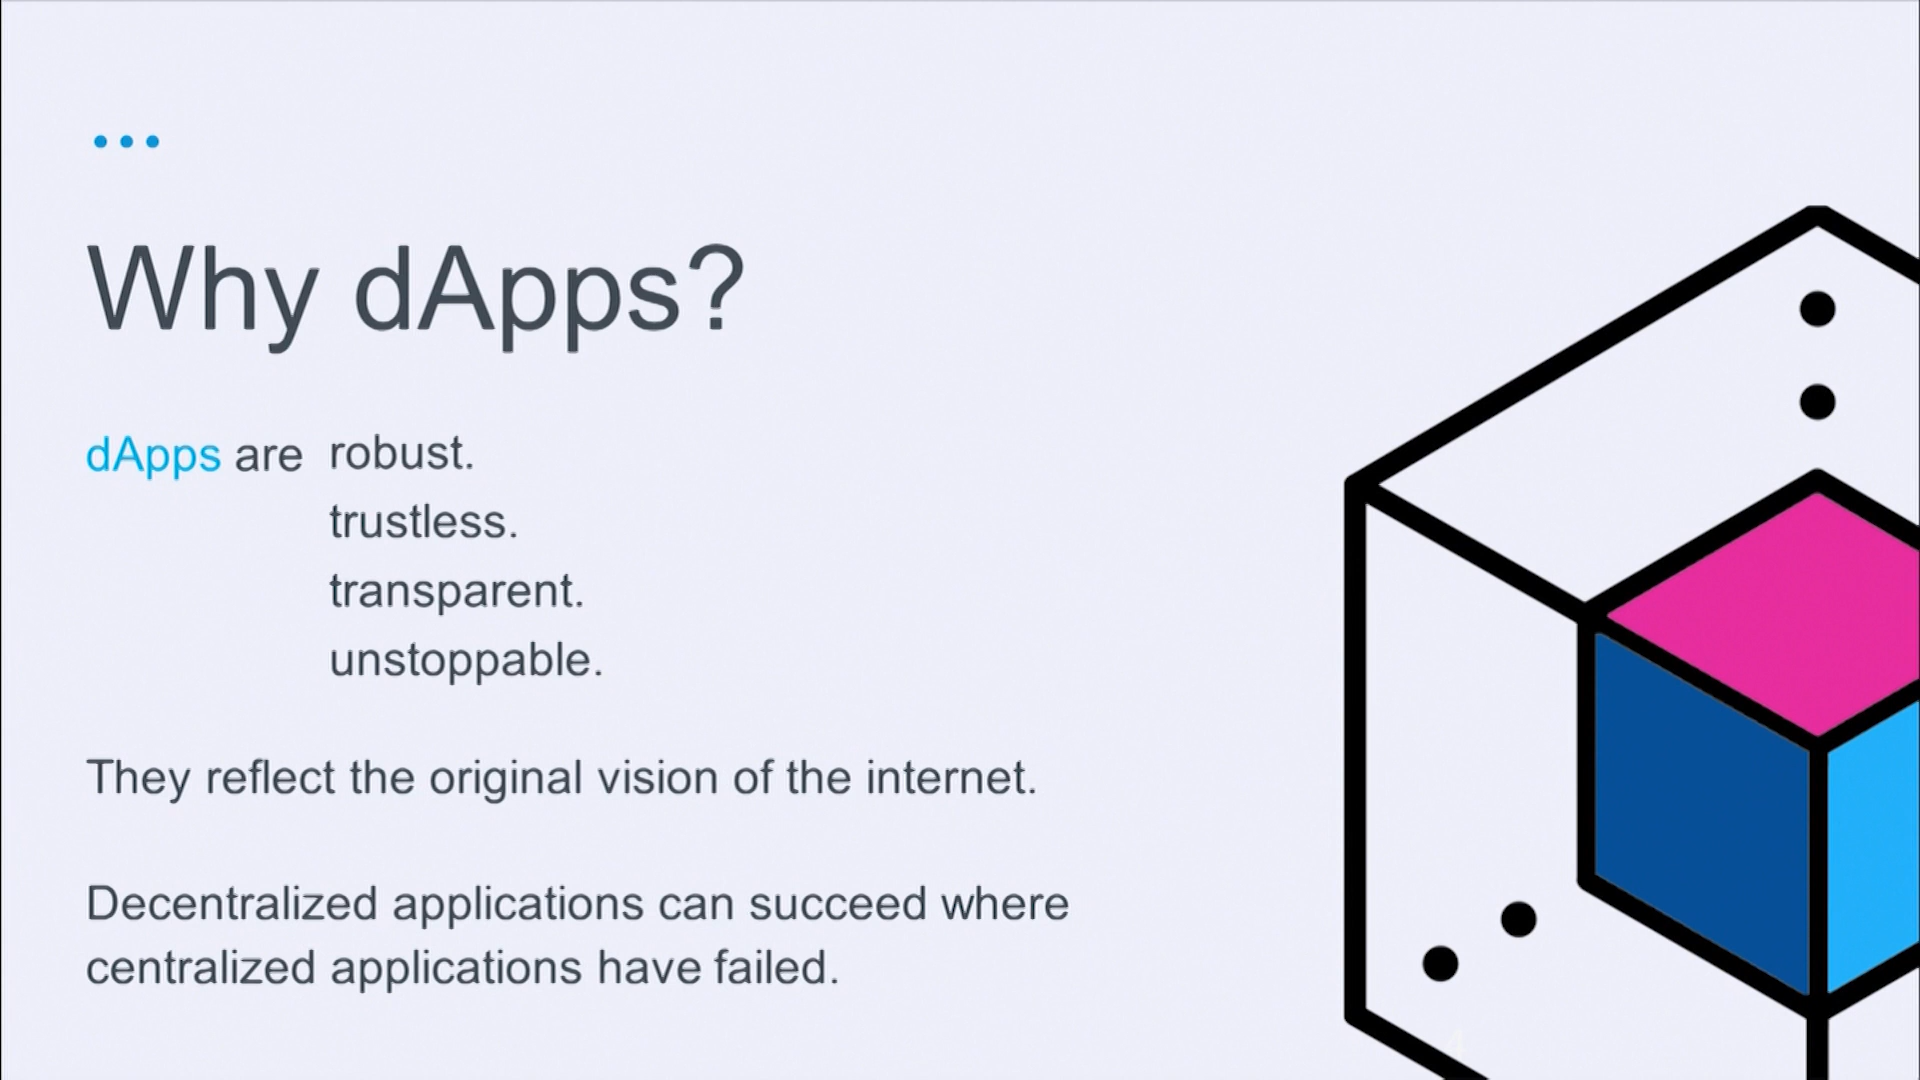 Why dApps?
dApps are robust.
trustless.
transparent.
unstoppable.
They reflect the original vision of the internet.
Decentralized applications can succeed where
centralized applications have failed.
4